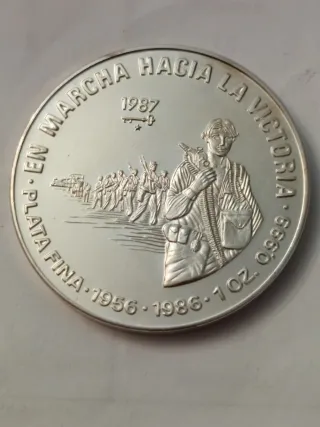 EN MARCHA HACIA LA VICTORIA
1987
· PLATA FINA · 1956 · 1986 · 1 OZ. 0,999 ·